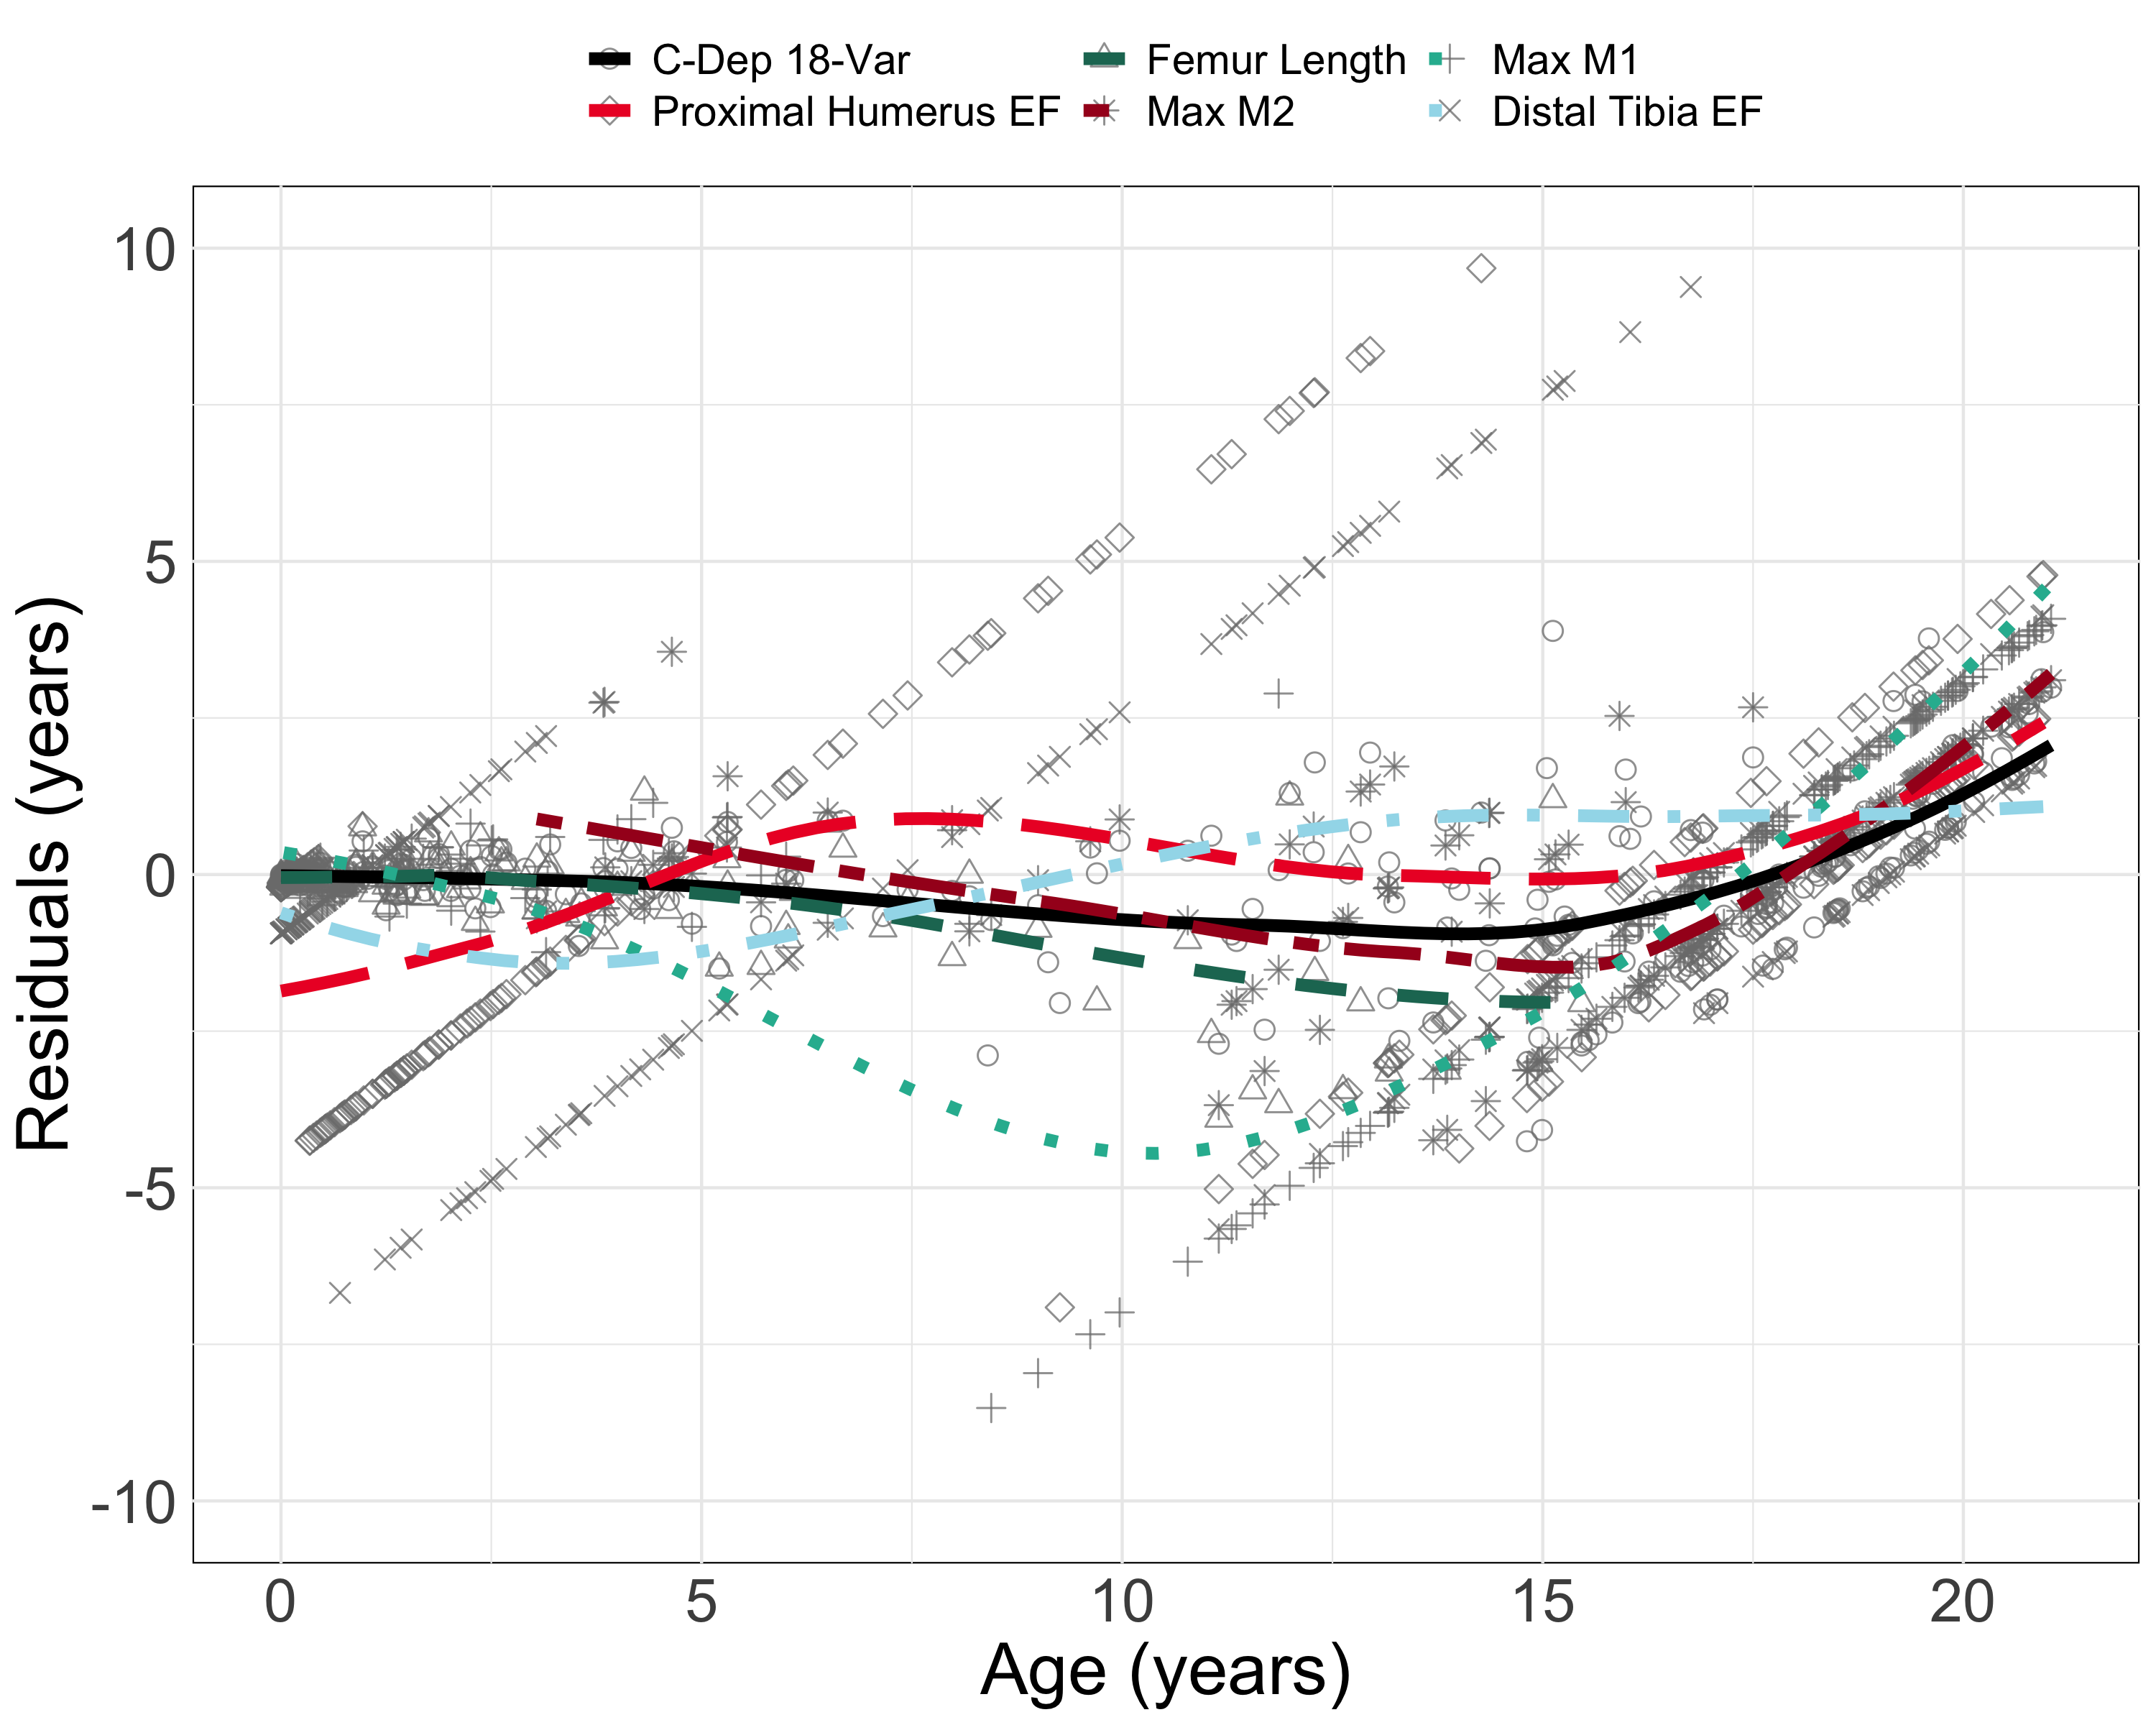 C-Dep 18-Var Femur Length Max M1
Proximal Humerus EF Max M2 Distal Tibia EF
10
5
0
-5
-10
Residuals (years)
0 5 10 15 20
Age (years)